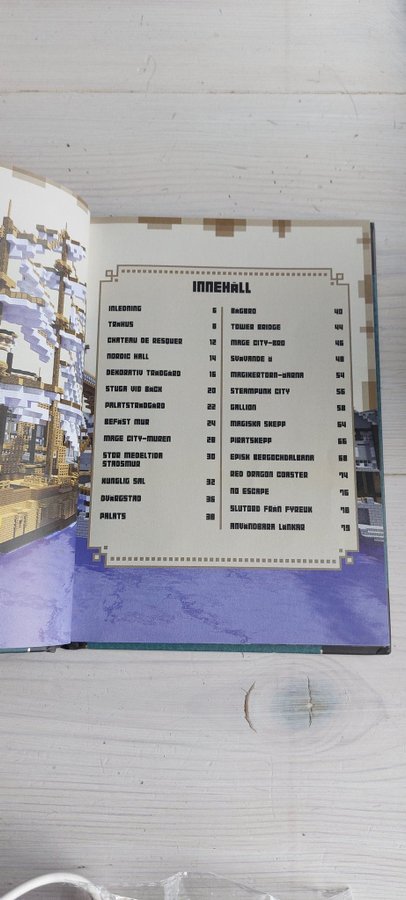 INNEHÅLL
INLEDNING 6
TRÄHUS 8
CHATEAU DE RESQUER 12
NORDIC HALL 14
DEKORATIV TRÄDGÅRD 16
STUGA VID BÄCK 20
PALATSTRÄDGÅRD 22
BEFÄST MUR 24
MAGE CITY-MUREN 28
STOR MEDELTIDA
STADSMUR 30
KUNGLIG SAL 32
DVÄRGSTAD 36
PALATS 38
BÅGBRO 40
TOWER BRIDGE 44
MAGE CITY-BRO 46
SVÄVANDE Ö 48
MAGIKERTORN-ÖARNA 54
STEAMPUNK CITY 56
GALLION 58
MAGISKA SKEPP 64
PIRATSKEPP 66
EPISK BERGOCHDALBANA 68
RED DRAGON COASTER 74
NO ESCAPE 76
SLUTORD FRÅN FYREUK 78
ANVÄNDBARA LÄNKAR 79